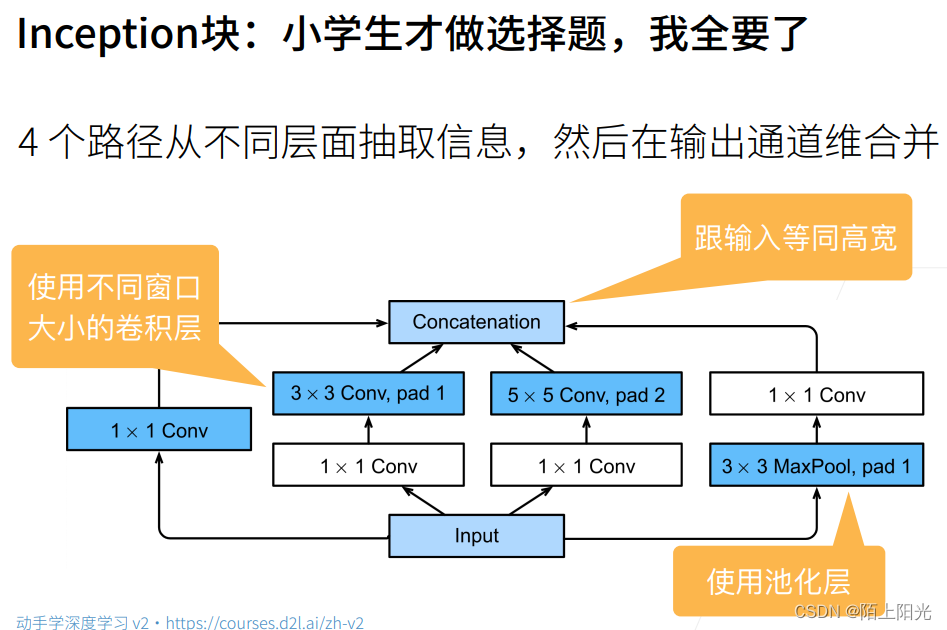 Inception块：小学生才做选择题，我全要了
4 个路径从不同层面抽取信息，然后在输出通道维合并
跟输入等同高宽
使用不同窗口
大小的卷积层
Concatenation
3 × 3 Conv, pad 1
5 × 5 Conv, pad 2
1 × 1 Conv
1 × 1 Conv
1 × 1 Conv
1 × 1 Conv
3 × 3 MaxPool, pad 1
Input
使用池化层
动手学深度学习 v2 • https://courses.d2l.ai/zh-v2
CSDN @陌上阳光